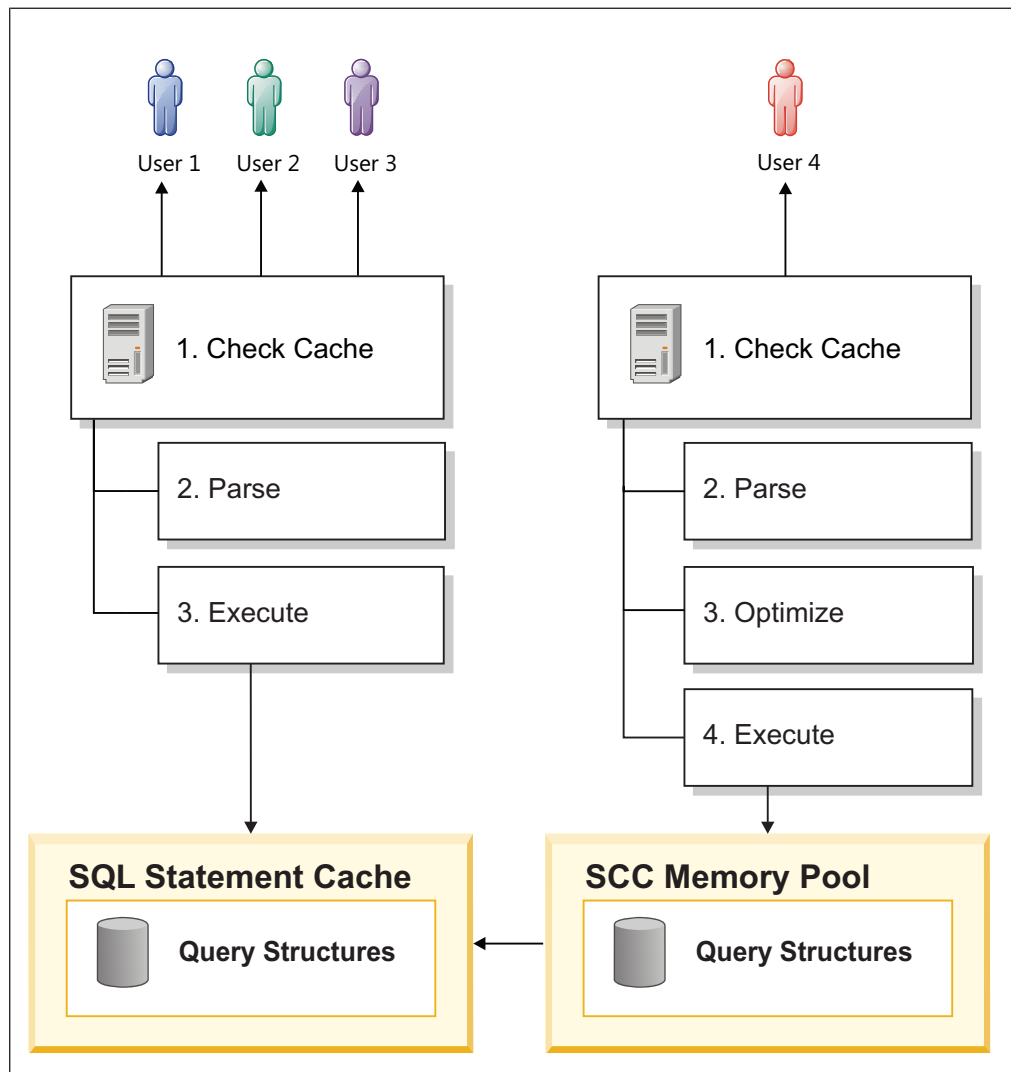 User 1
User 2
User 3
User 4
1. Check Cache
2. Parse
3. Execute
1. Check Cache
2. Parse
3. Optimize
4. Execute
SQL Statement Cache
Query Structures
SCC Memory Pool
Query Structures